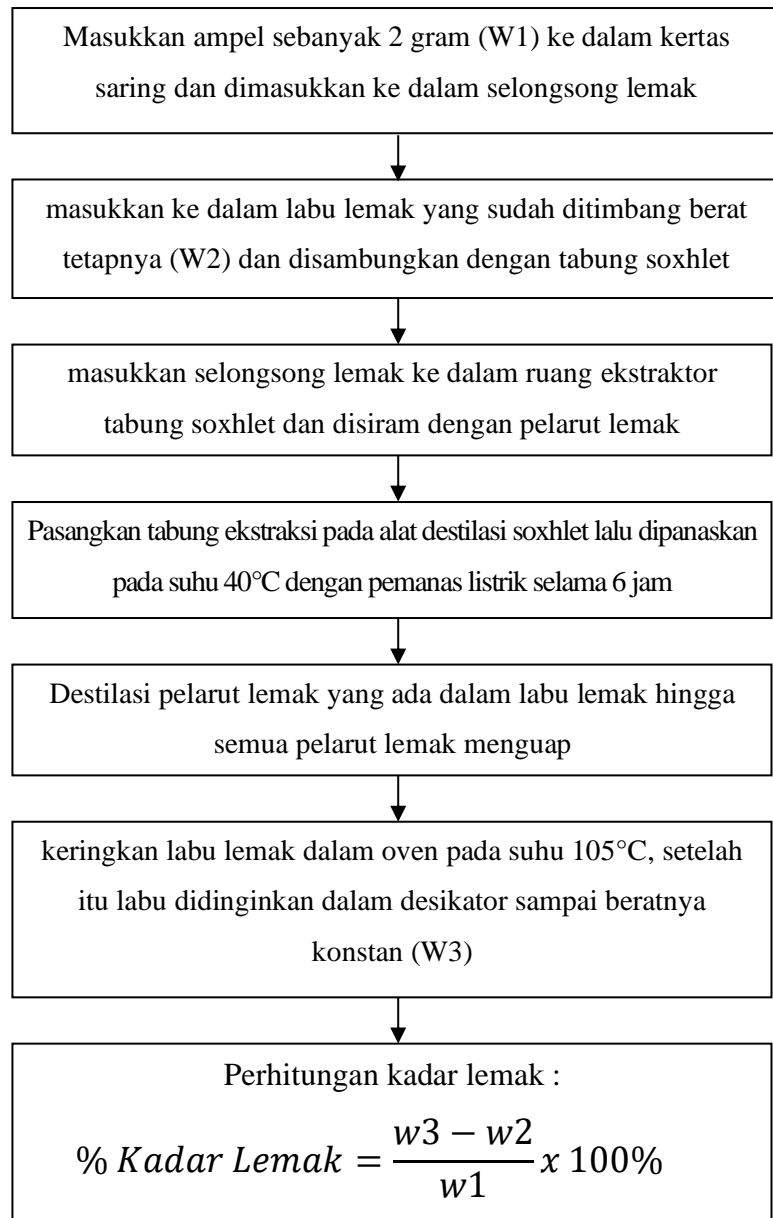 Masukkan ampel sebanyak 2 gram (W1) ke dalam kertas
saring dan dimasukkan ke dalam selongsong lemak
masukkan ke dalam labu lemak yang sudah ditimbang berat
tetapnya (W2) dan disambungkan dengan tabung soxhlet
masukkan selongsong lemak ke dalam ruang ekstraktor
tabung soxhlet dan disiram dengan pelarut lemak
Pasangkan tabung ekstraksi pada alat destilasi soxhlet lalu dipanaskan
pada suhu 40°C dengan pemanas listrik selama 6 jam
Destilasi pelarut lemak yang ada dalam labu lemak hingga
semua pelarut lemak menguap
keringkan labu lemak dalam oven pada suhu 105°C, setelah
itu labu didinginkan dalam desikator sampai beratnya
konstan (W3)
Perhitungan kadar lemak :
w3 − w2
% Kadar Lemak = x 100%
w1